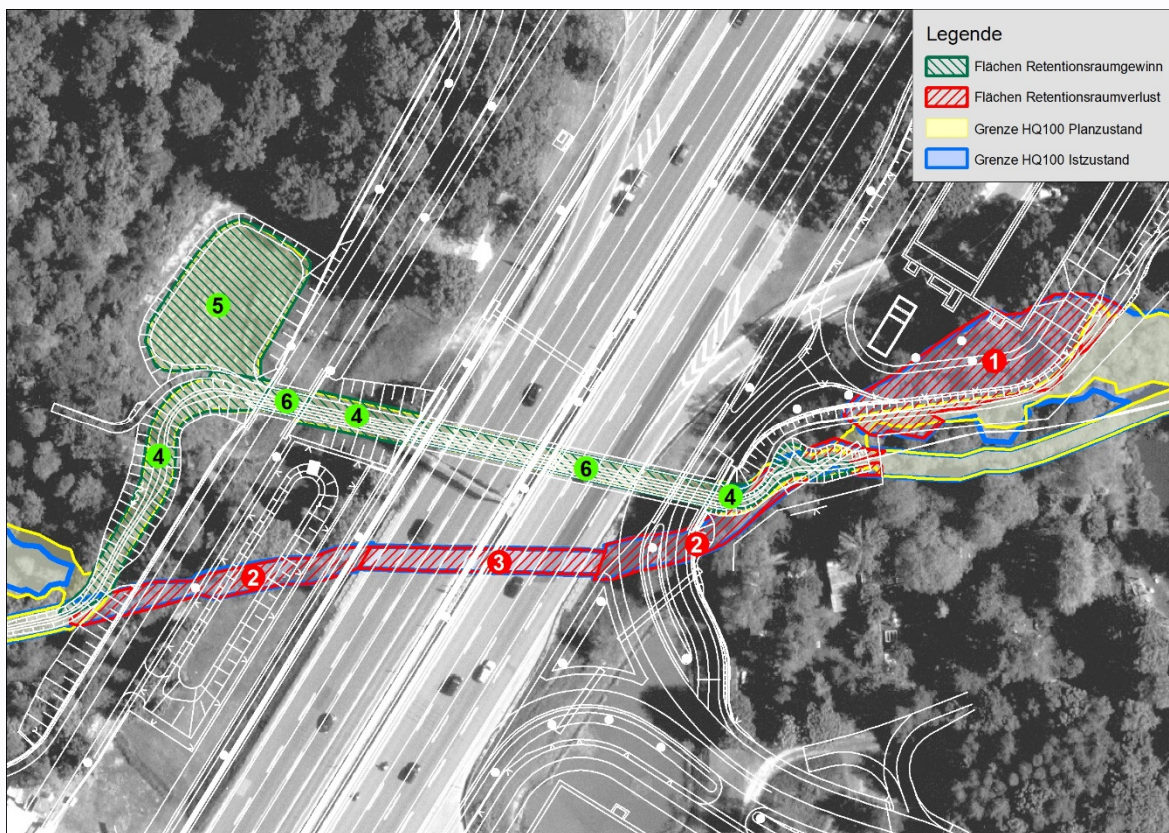 Legende
Flächen Retentionsraumgewinn
Flächen Retentionsraumverlust
Grenze HQ100 Planzustand
Grenze HQ100 Istzustand
5
1
6
4
4
6
4
2
3
2